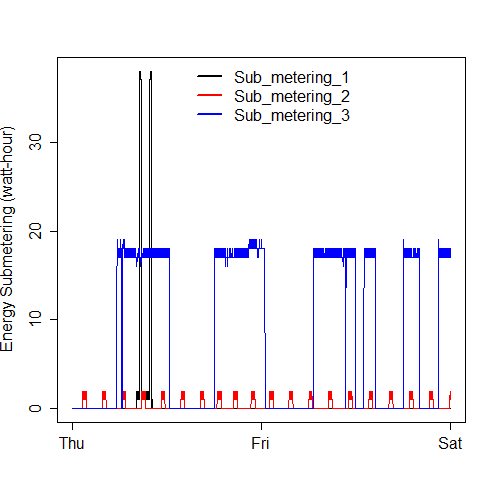 Sub_metering_1
Sub_metering_2
Sub_metering_3
Energy Submetering (watt-hour)
30
20
10
0
Thu Fri Sat